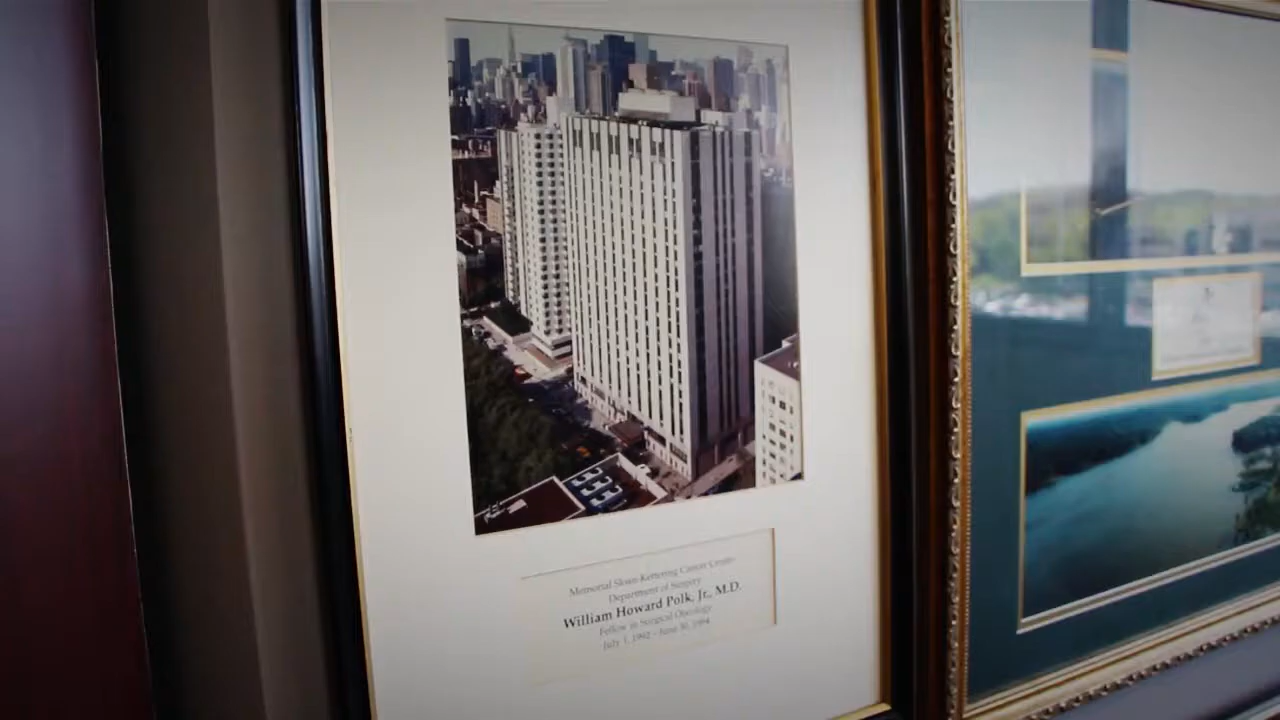 Memorial Sloan-Kettering Cancer Center
Department of Surgery
William Howard Polk, Jr., M.D.
Fellow in Surgical Oncology
July 1, 1992 - June 30, 1994